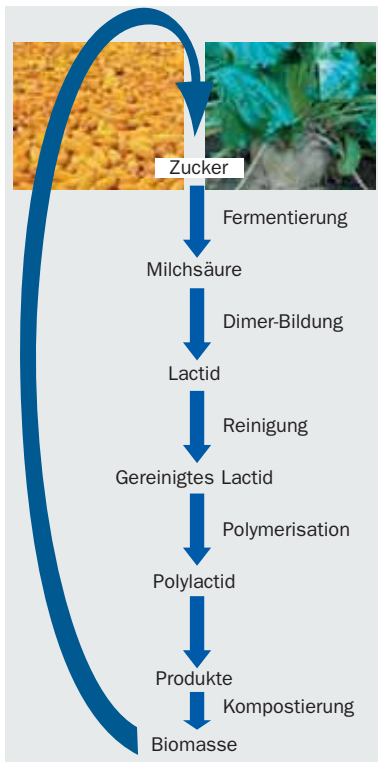 Zucker
Fermentierung
Milchsäure
Dimer-Bildung
Lactid
Reinigung
Gereinigtes Lactid
Polymerisation
Polylactid
Produkte
Kompostierung
Biomasse